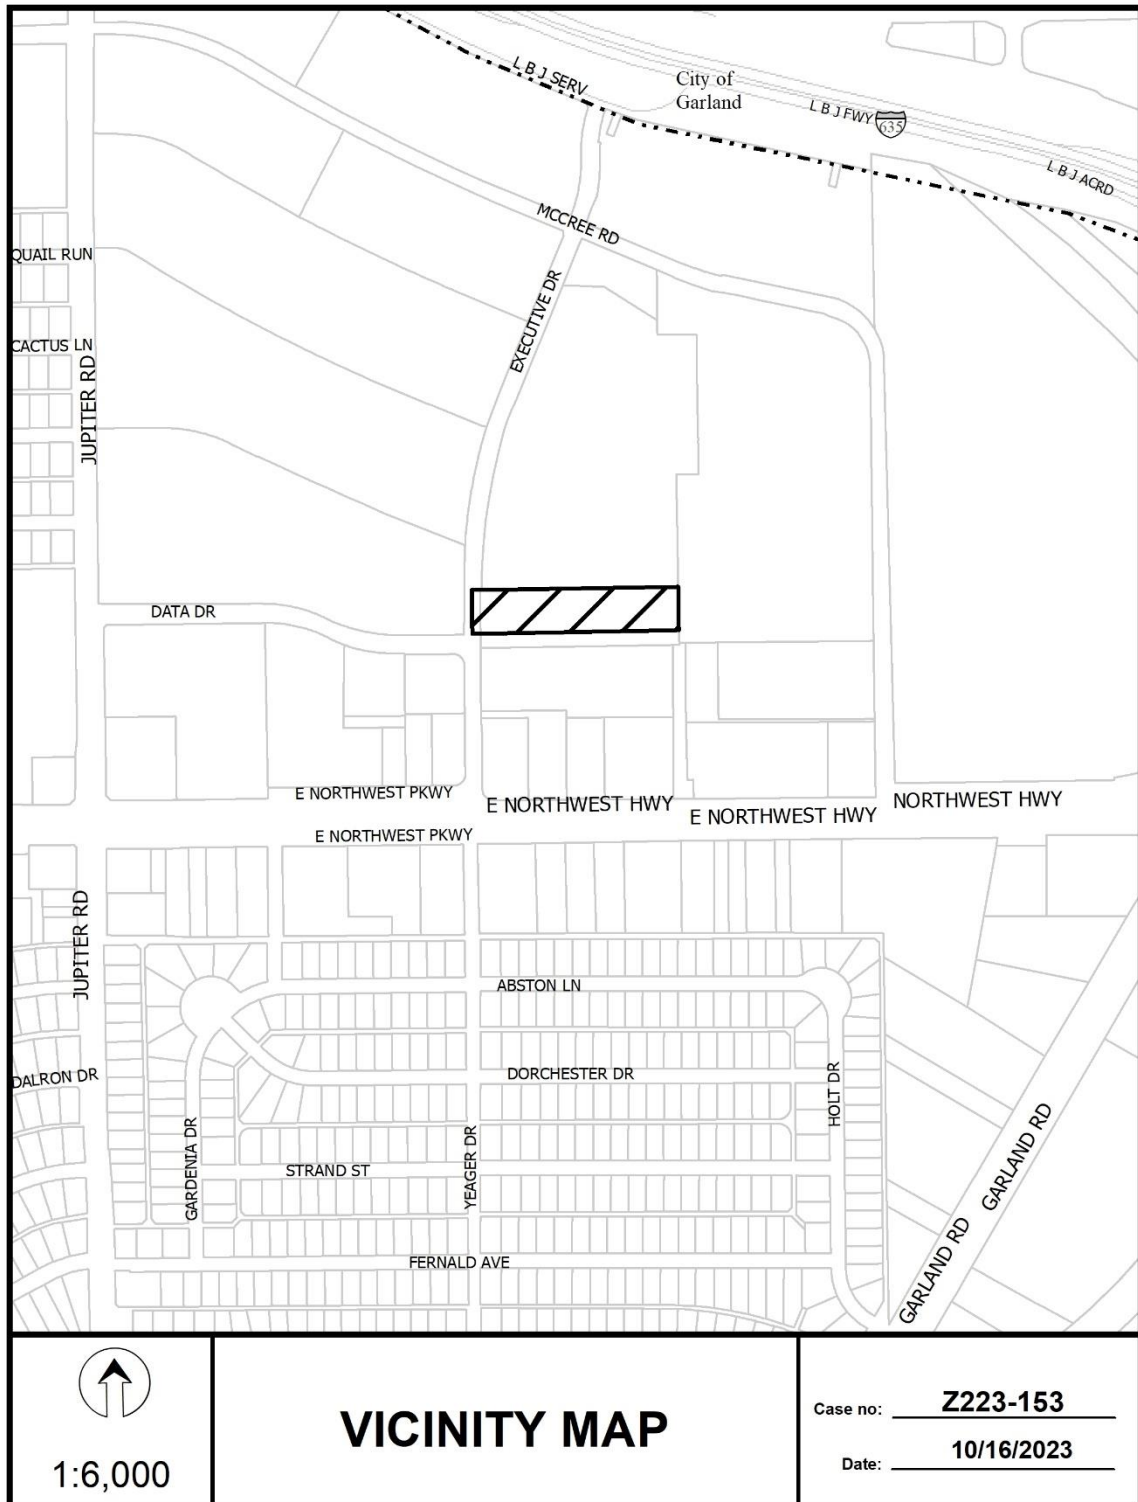 L B J SERV
City of
Garland
L B J FWY
635
L B J ACRD
MCCREE RD
QUAIL RUN
EXECUTIVE DR
CACTUS LN
JUPITER RD
DATA DR
E NORTHWEST PKWY
E NORTHWEST HWY
E NORTHWEST HWY
NORTHWEST HWY
E NORTHWEST PKWY
JUPITER RD
ABSTON LN
DALRON DR
DORCHESTER DR
HOLT DR
GARDENIA DR
STRAND ST
YEAGER DR
GARLAND RD
GARLAND RD
FERNALD AVE
1:6,000
VICINITY MAP
Case no: Z223-153
Date: 10/16/2023